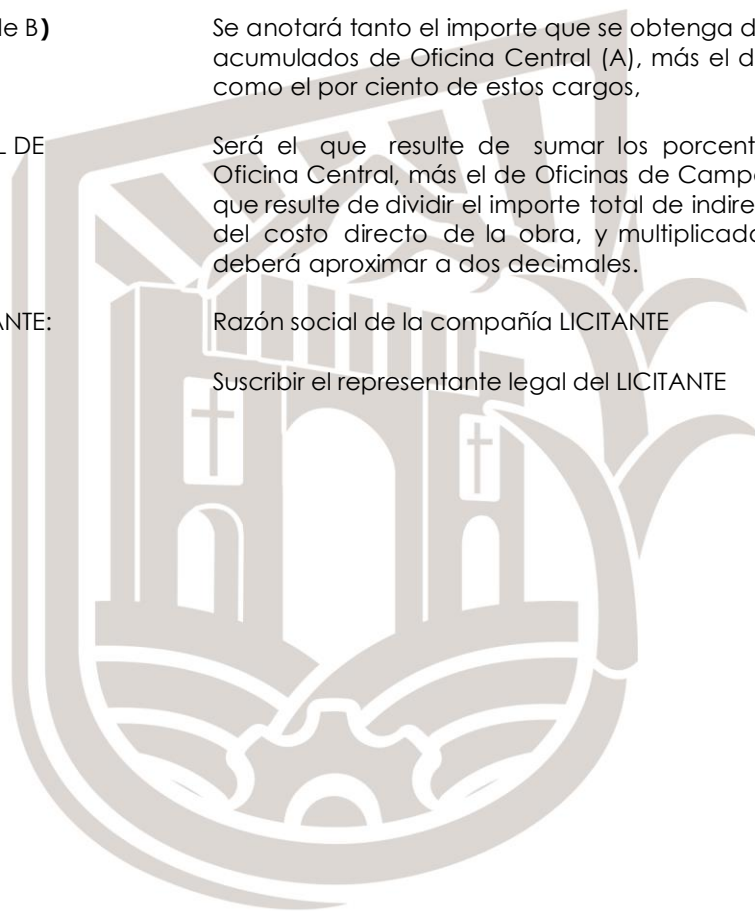 le B)
Se anotará tanto el importe que se obtenga d
acumulados de Oficina Central (A), más el d
como el por ciento de estos cargos,
L DE
Será el que resulte de sumar los porcent
Oficina Central, más el de Oficinas de Camp
que resulte de dividir el importe total de indire
del costo directo de la obra, y multiplicad
deberá aproximar a dos decimales.
ANTE:
Razón social de la compañía LICITANTE
Suscribir el representante legal del LICITANTE